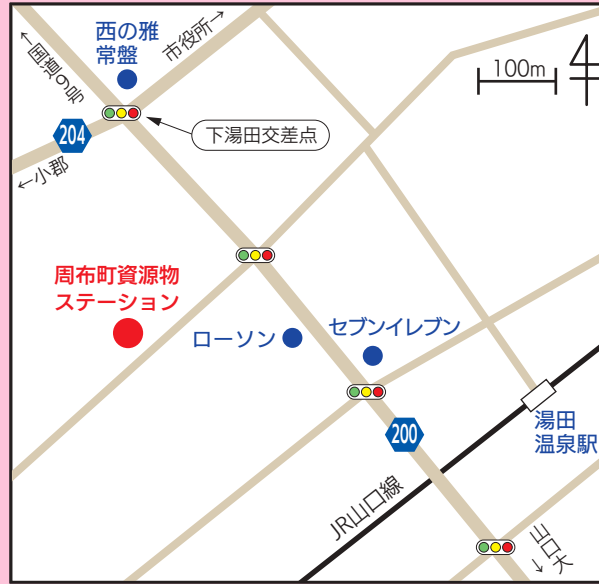 西の雅
常盤
市役所→
←国道9号
100m
204
下湯田交差点
←小郡
周布町資源物
ステーション
ローソン
セブンイレブン
200
湯田
温泉駅
JR山口線
山口大→